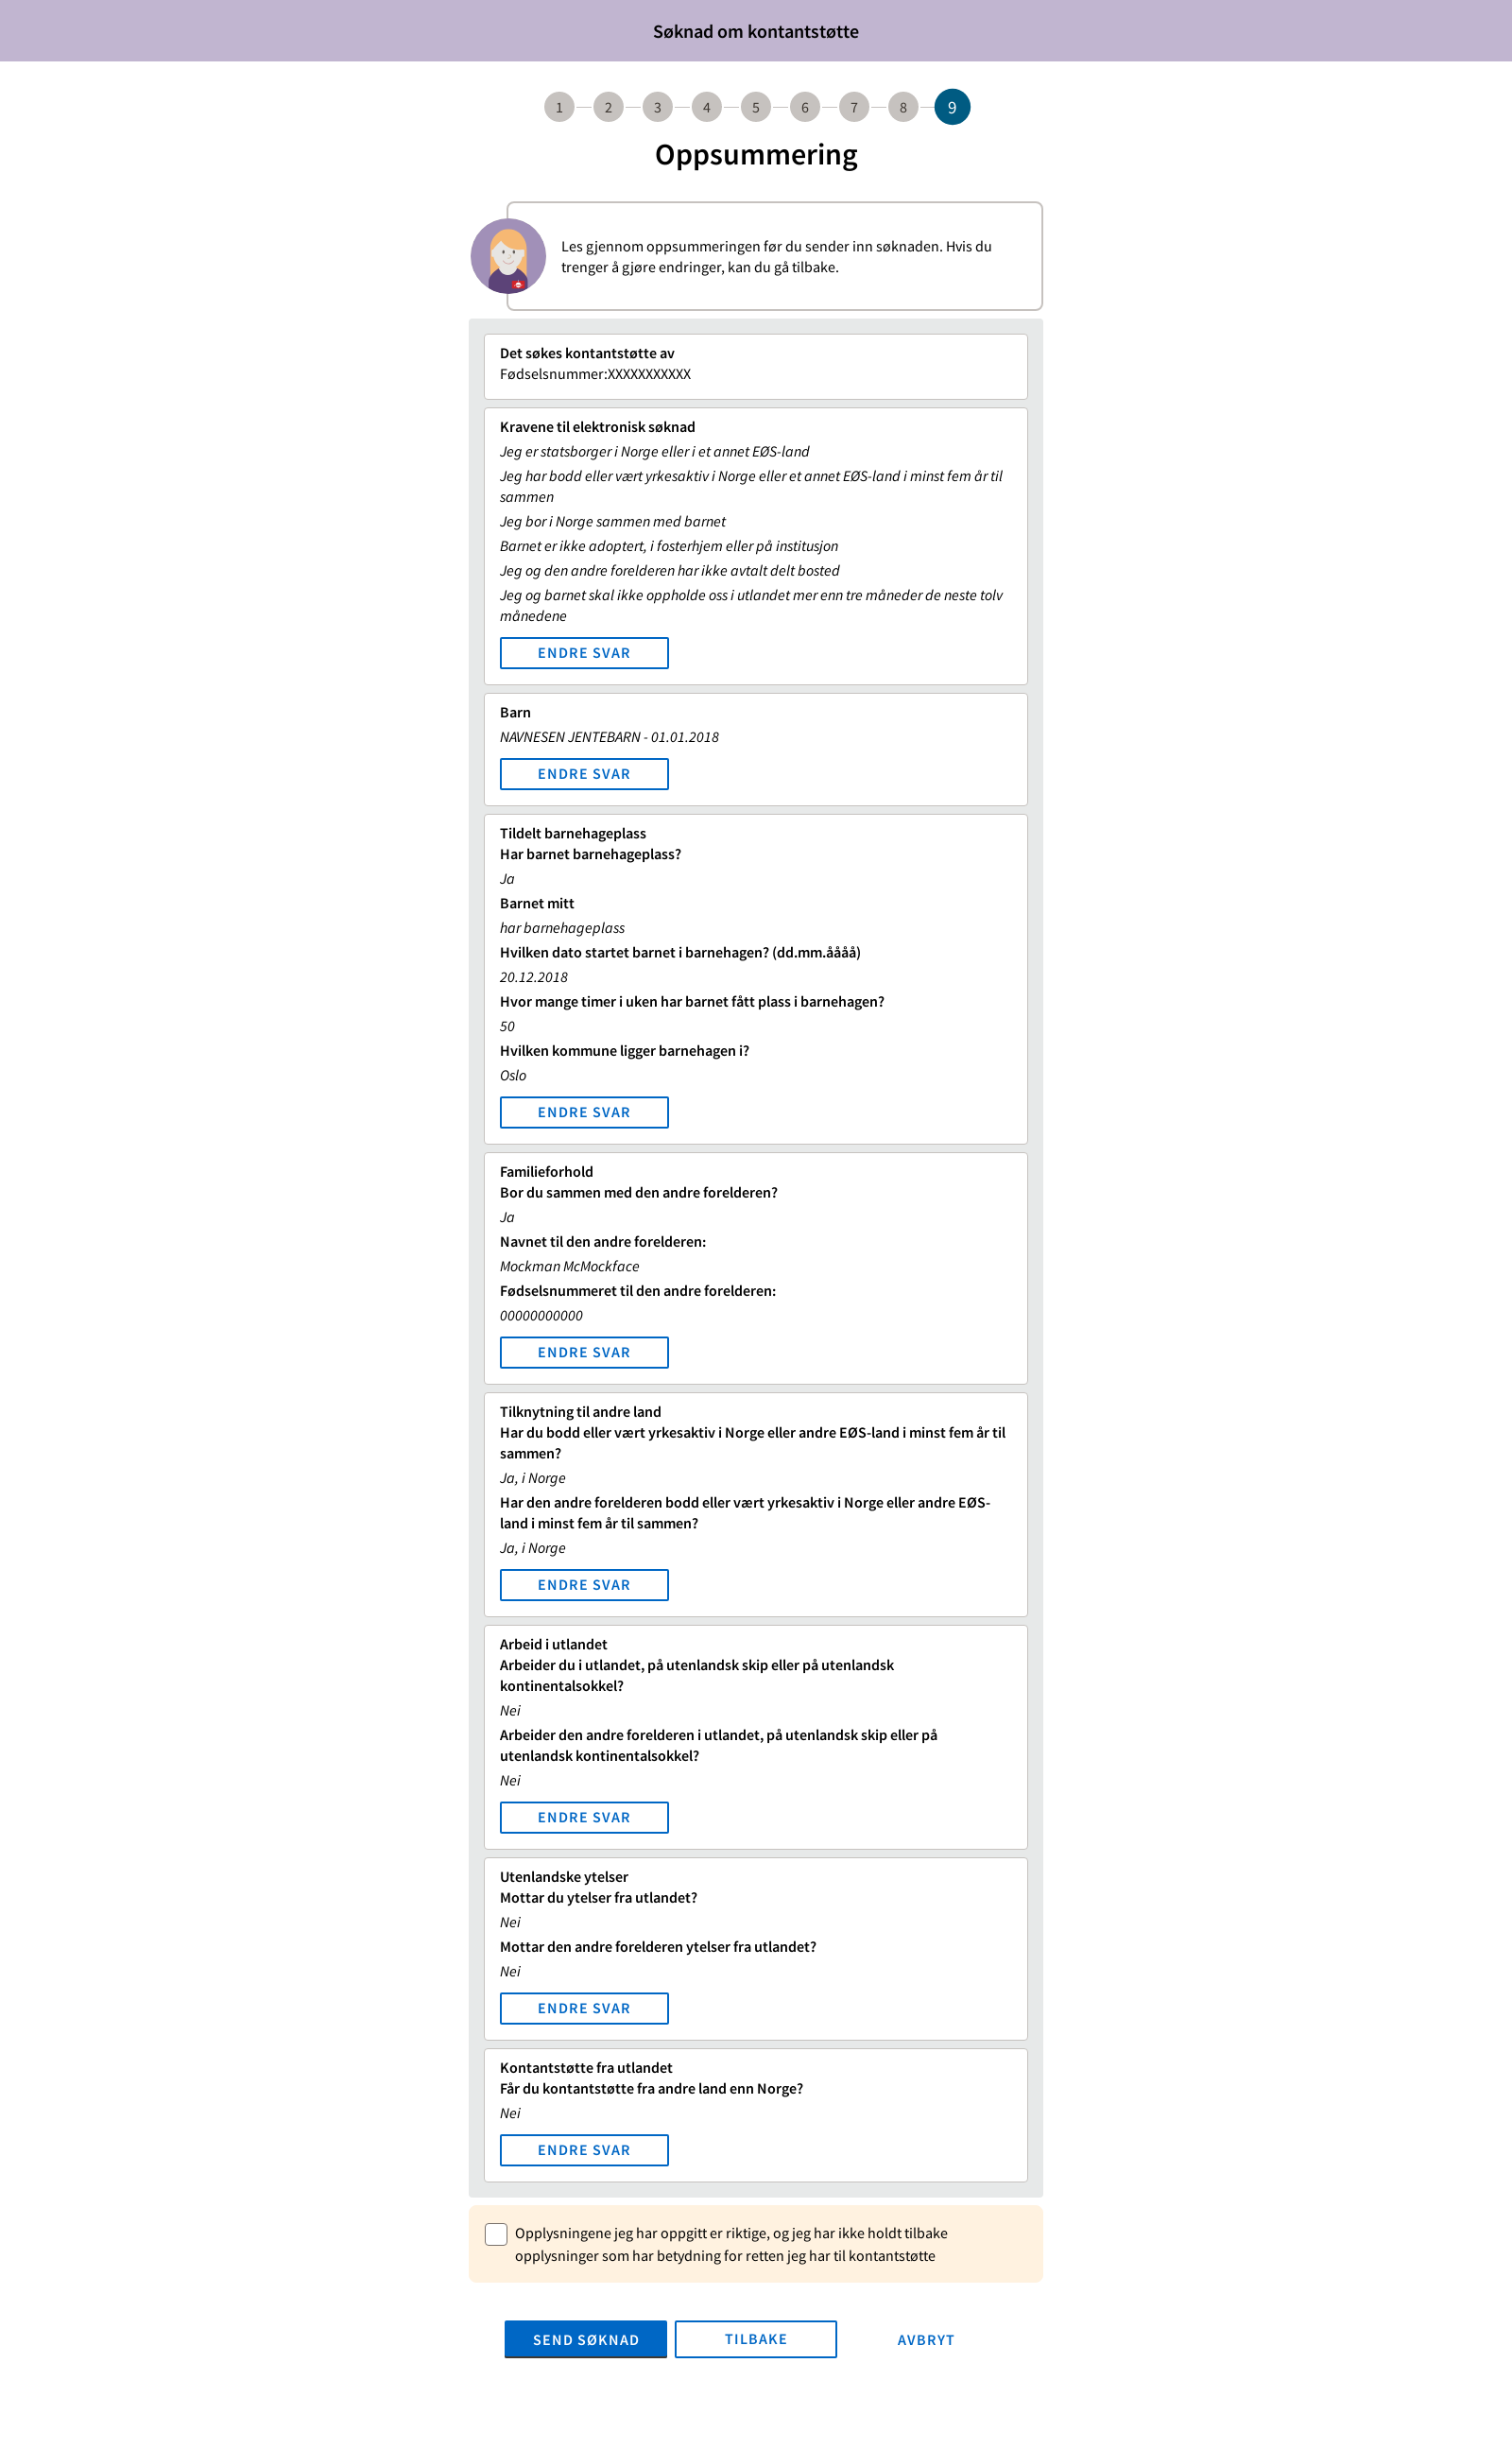 Søknad om kontantstøtte
1 2 3 4 5 6 7 8 9
Oppsummering
Les gjennom oppsummeringen før du sender inn søknaden. Hvis du
trenger å gjøre endringer, kan du gå tilbake.
Det søkes kontantstøtte av
Fødselsnummer:XXXXXXXXXXX
Kravene til elektronisk søknad
Jeg er statsborger i Norge eller i et annet EØS-land
Jeg har bodd eller vært yrkesaktiv i Norge eller et annet EØS-land i minst fem år til
sammen
Jeg bor i Norge sammen med barnet
Barnet er ikke adoptert, i fosterhjem eller på institusjon
Jeg og den andre forelderen har ikke avtalt delt bosted
Jeg og barnet skal ikke oppholde oss i utlandet mer enn tre måneder de neste tolv
månedene
ENDRE SVAR
Barn
NAVNESEN JENTEBARN - 01.01.2018
ENDRE SVAR
Tildelt barnehageplass
Har barnet barnehageplass?
Ja
Barnet mitt
har barnehageplass
Hvilken dato startet barnet i barnehagen? (dd.mm.åååå)
20.12.2018
Hvor mange timer i uken har barnet fått plass i barnehagen?
50
Hvilken kommune ligger barnehagen i?
Oslo
ENDRE SVAR
Familieforhold
Bor du sammen med den andre forelderen?
Ja
Navnet til den andre forelderen:
Mockman McMockface
Fødselsnummeret til den andre forelderen:
00000000000
ENDRE SVAR
Tilknytning til andre land
Har du bodd eller vært yrkesaktiv i Norge eller andre EØS-land i minst fem år til
sammen?
Ja, i Norge
Har den andre forelderen bodd eller vært yrkesaktiv i Norge eller andre EØS-
land i minst fem år til sammen?
Ja, i Norge
ENDRE SVAR
Arbeid i utlandet
Arbeider du i utlandet, på utenlandsk skip eller på utenlandsk
kontinentalsokkel?
Nei
Arbeider den andre forelderen i utlandet, på utenlandsk skip eller på
utenlandsk kontinentalsokkel?
Nei
ENDRE SVAR
Utenlandske ytelser
Mottar du ytelser fra utlandet?
Nei
Mottar den andre forelderen ytelser fra utlandet?
Nei
ENDRE SVAR
Kontantstøtte fra utlandet
Får du kontantstøtte fra andre land enn Norge?
Nei
ENDRE SVAR
Opplysningene jeg har oppgitt er riktige, og jeg har ikke holdt tilbake
opplysninger som har betydning for retten jeg har til kontantstøtte
SEND SØKNAD TILBAKE AVBRYT